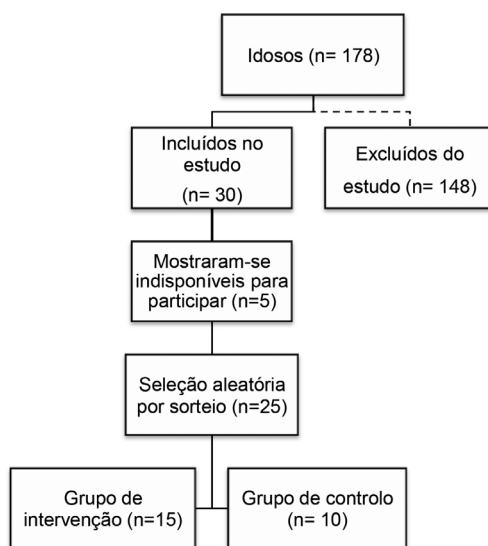 Idosos (n= 178)
Incluídos no
estudo
(n= 30)
Excluídos do
estudo (n= 148)
Mostraram-se
indisponíveis para
participar (n=5)
Seleção aleatória
por sorteio (n=25)
Grupo de
intervenção (n=15)
Grupo de controlo
(n= 10)